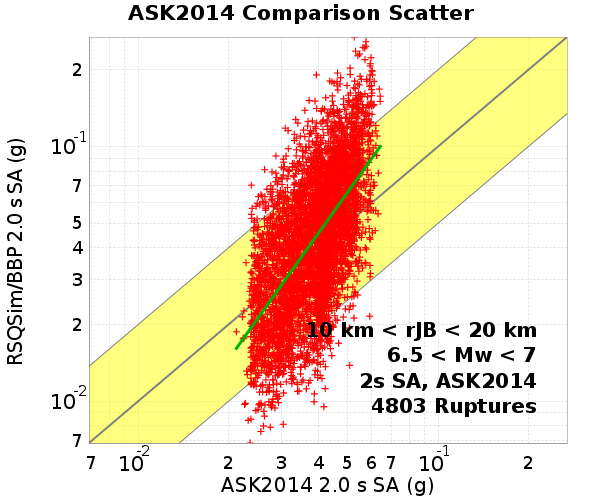 ASK2014 Comparison Scatter
RSQSim/BBP 2.0 s SA (g)
2
10-1
7
5
4
3
2
10-2
7
10 km < rJB < 20 km
6.5 < Mw < 7
2s SA, ASK2014
4803 Ruptures
7 10-2 2 3 4 5 6 7 10-1 2
ASK2014 2.0 s SA (g)